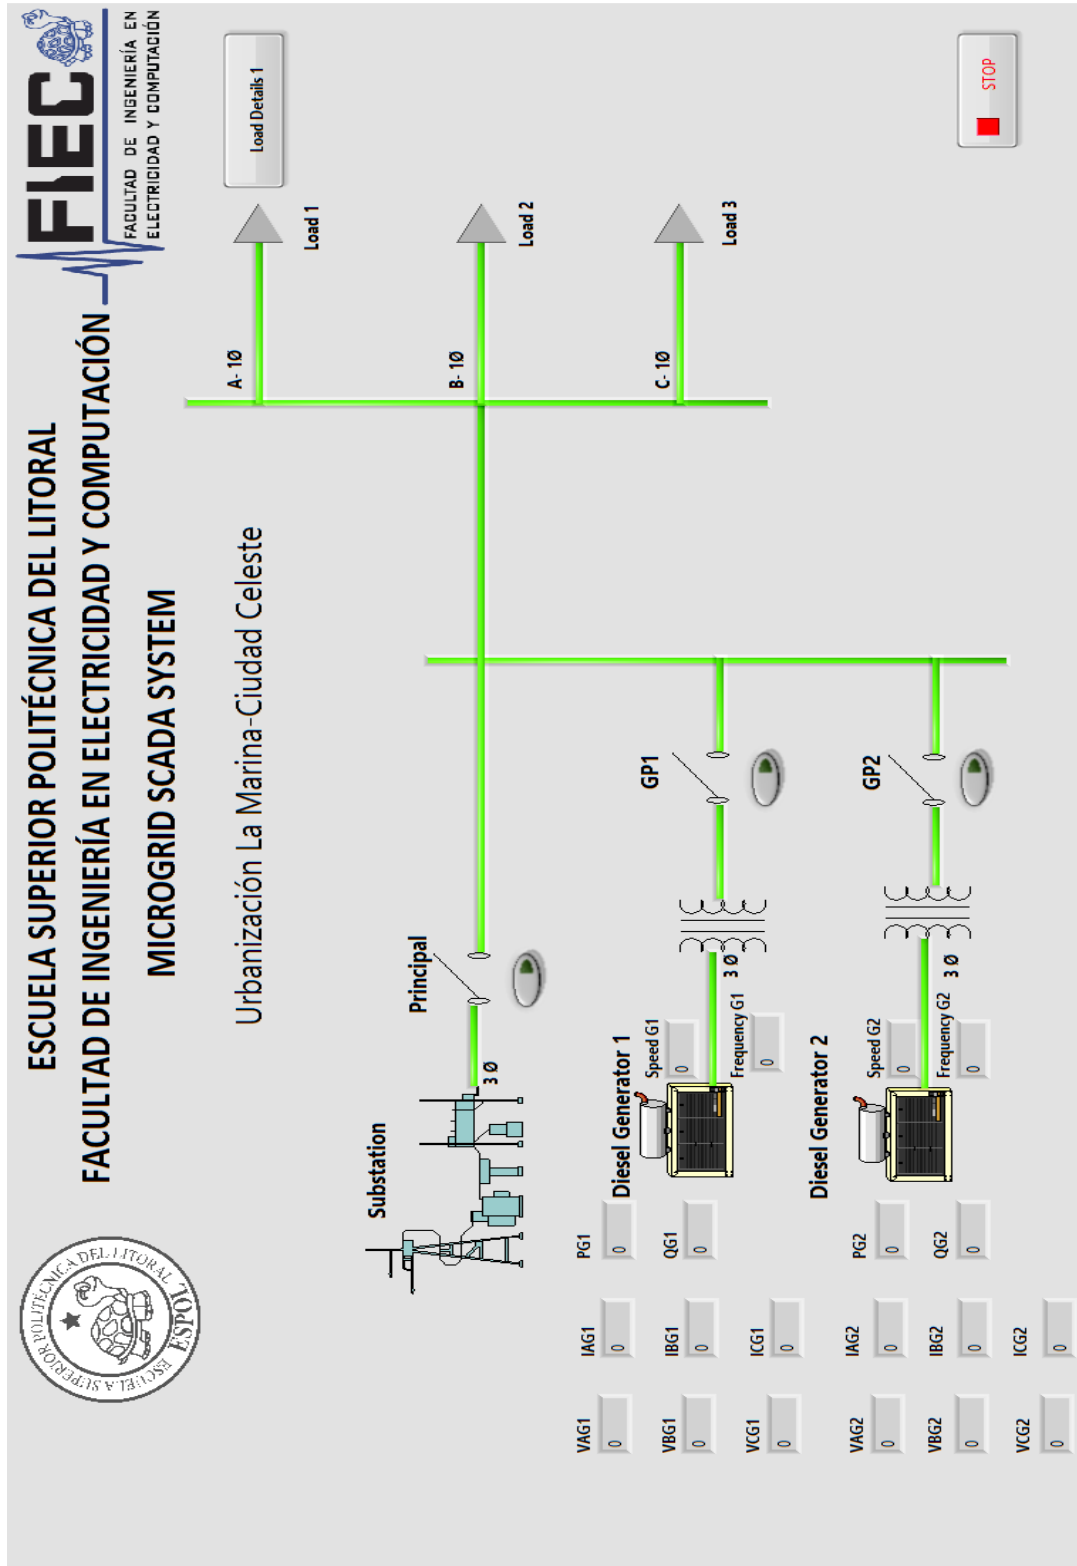 ESCUELA SUPERIOR POLITÉCNICA DEL LITORAL
FACULTAD DE INGENIERÍA EN ELECTRICIDAD Y COMPUTACIÓN
MICROGRID SCADA SYSTEM
ESCUELA SUPERIOR POLITÉCNICA DEL LITORAL
ESPOL
FIEC
FACULTAD DE INGENIERÍA EN
ELECTRICIDAD Y COMPUTACIÓN
Urbanización La Marina-Ciudad Celeste
Load Details 1
A- 1Ø
Load 1
Substation
Principal
3 Ø
B- 1Ø
Load 2
C- 1Ø
Load 3
VAG1
0
IAG1
0
PG1
0
Diesel Generator 1
Speed G1
0
GP1
VBG1
0
IBG1
0
QG1
0
Frequency G1
0
3 Ø
VCG1
0
ICG1
0
Diesel Generator 2
VAG2
0
IAG2
0
PG2
0
Speed G2
0
GP2
VBG2
0
IBG2
0
QG2
0
Frequency G2
0
3 Ø
VCG2
0
ICG2
0
STOP